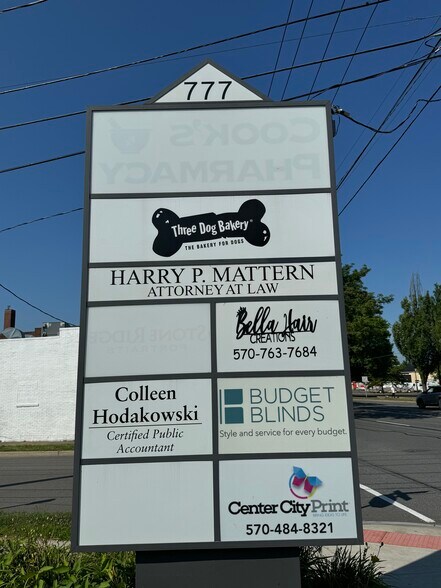 777
COOK'S
PHARMACY
Three Dog Bakery
THE BAKERY FOR DOGS
HARRY P. MATTERN
ATTORNEY AT LAW
STONE RIDGE
Bella Hair
CREATIONS
570-763-7684
Colleen
Hodakowski
Certified Public
Accountant
BUDGET
BLINDS
Style and service for every budget.
Center City Print
570-484-8321